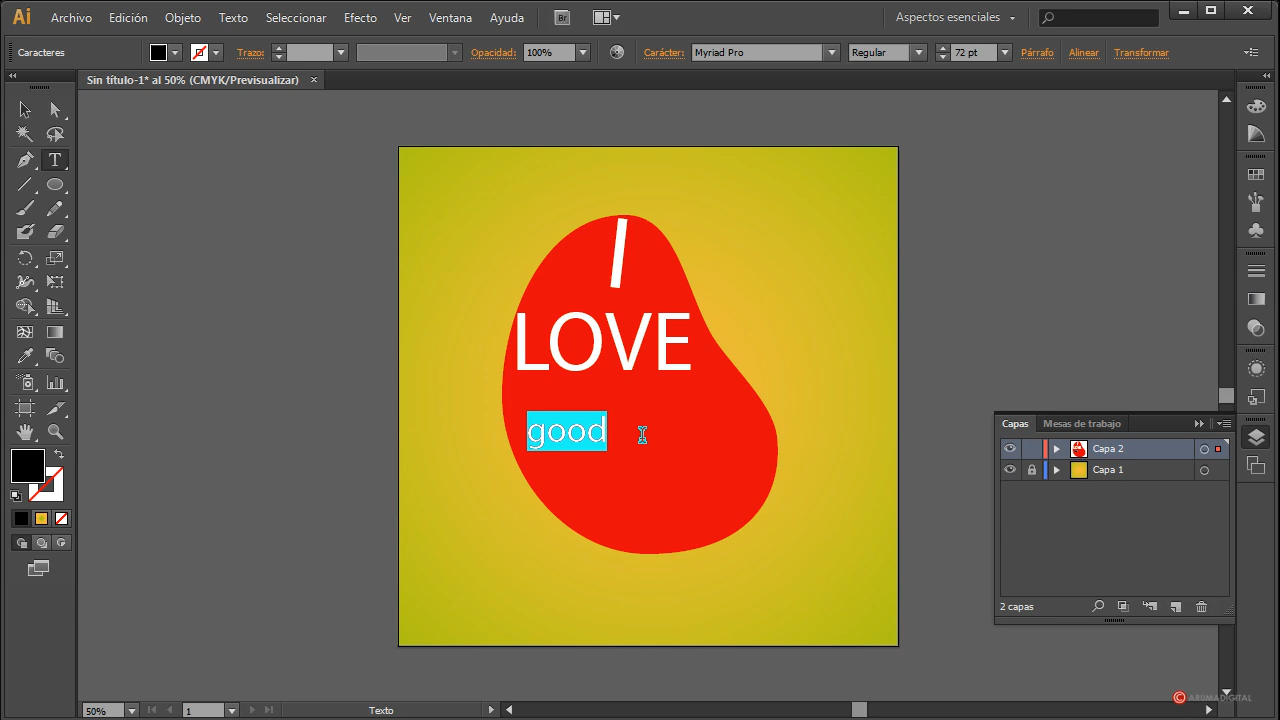 Ai Archivo Edición Objeto Texto Seleccionar Efecto Ver Ventana Ayuda Br Aspectos esenciales
Caracteres Trazo: Opacidad: 100% Carácter: Myriad Pro Regular 72 pt Párrafo Alinear Transformar
Sin título-1* al 50% (CMYK/Previsualizar)
I
LOVE
good
Capas Mesas de trabajo
Capa 2
Capa 1
2 capas
50% 1 Texto
ARUMADIGITAL